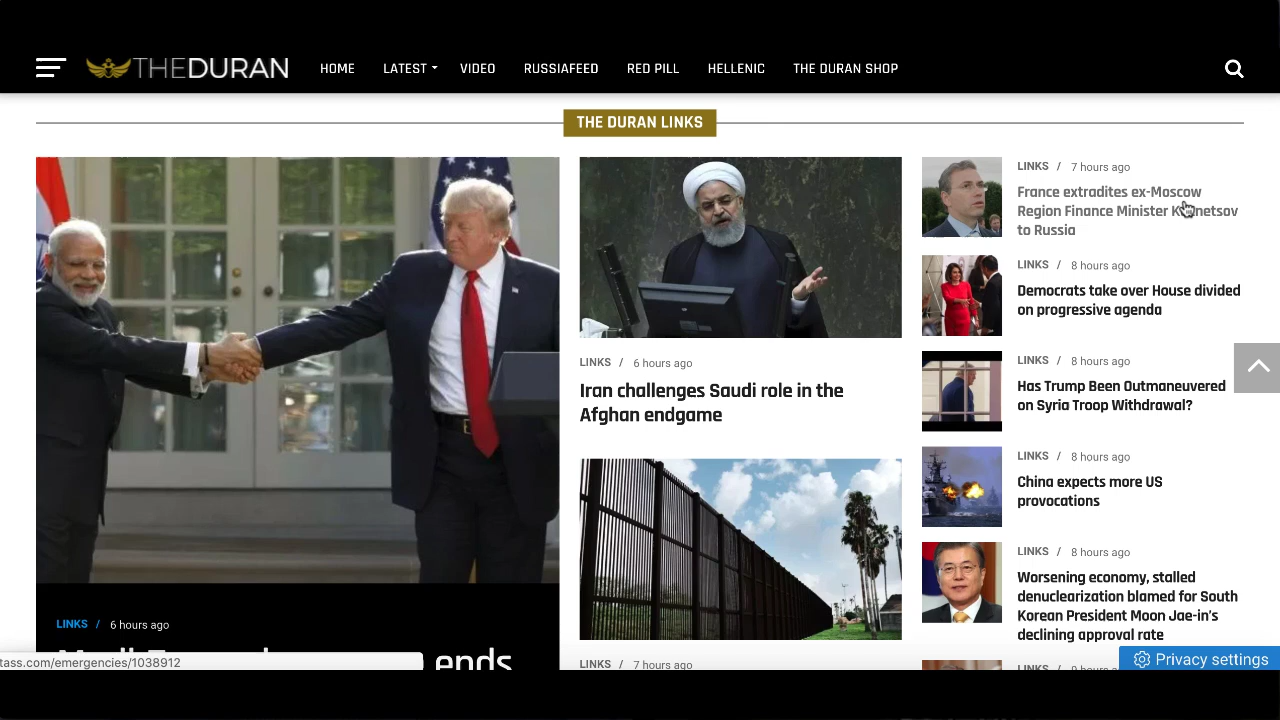 THEDURAN HOME LATEST VIDEO RUSSIAFEED RED PILL HELLENIC THE DURAN SHOP
THE DURAN LINKS
LINKS / 6 hours ago
ends
tass.com/emergencies/1038912
LINKS / 6 hours ago
Iran challenges Saudi role in the
Afghan endgame
LINKS / 7 hours ago
LINKS / 7 hours ago
France extradites ex-Moscow
Region Finance Minister
to Russia
LINKS / 8 hours ago
Democrats take over House divided
on progressive agenda
LINKS / 8 hours ago
Has Trump Been Outmaneuvered
on Syria Troop Withdrawal?
LINKS / 8 hours ago
China expects more US
provocations
LINKS / 8 hours ago
Worsening economy, stalled
denuclearization blamed for South
Korean President Moon Jae-in's
declining approval rate
LINKS
Privacy settings